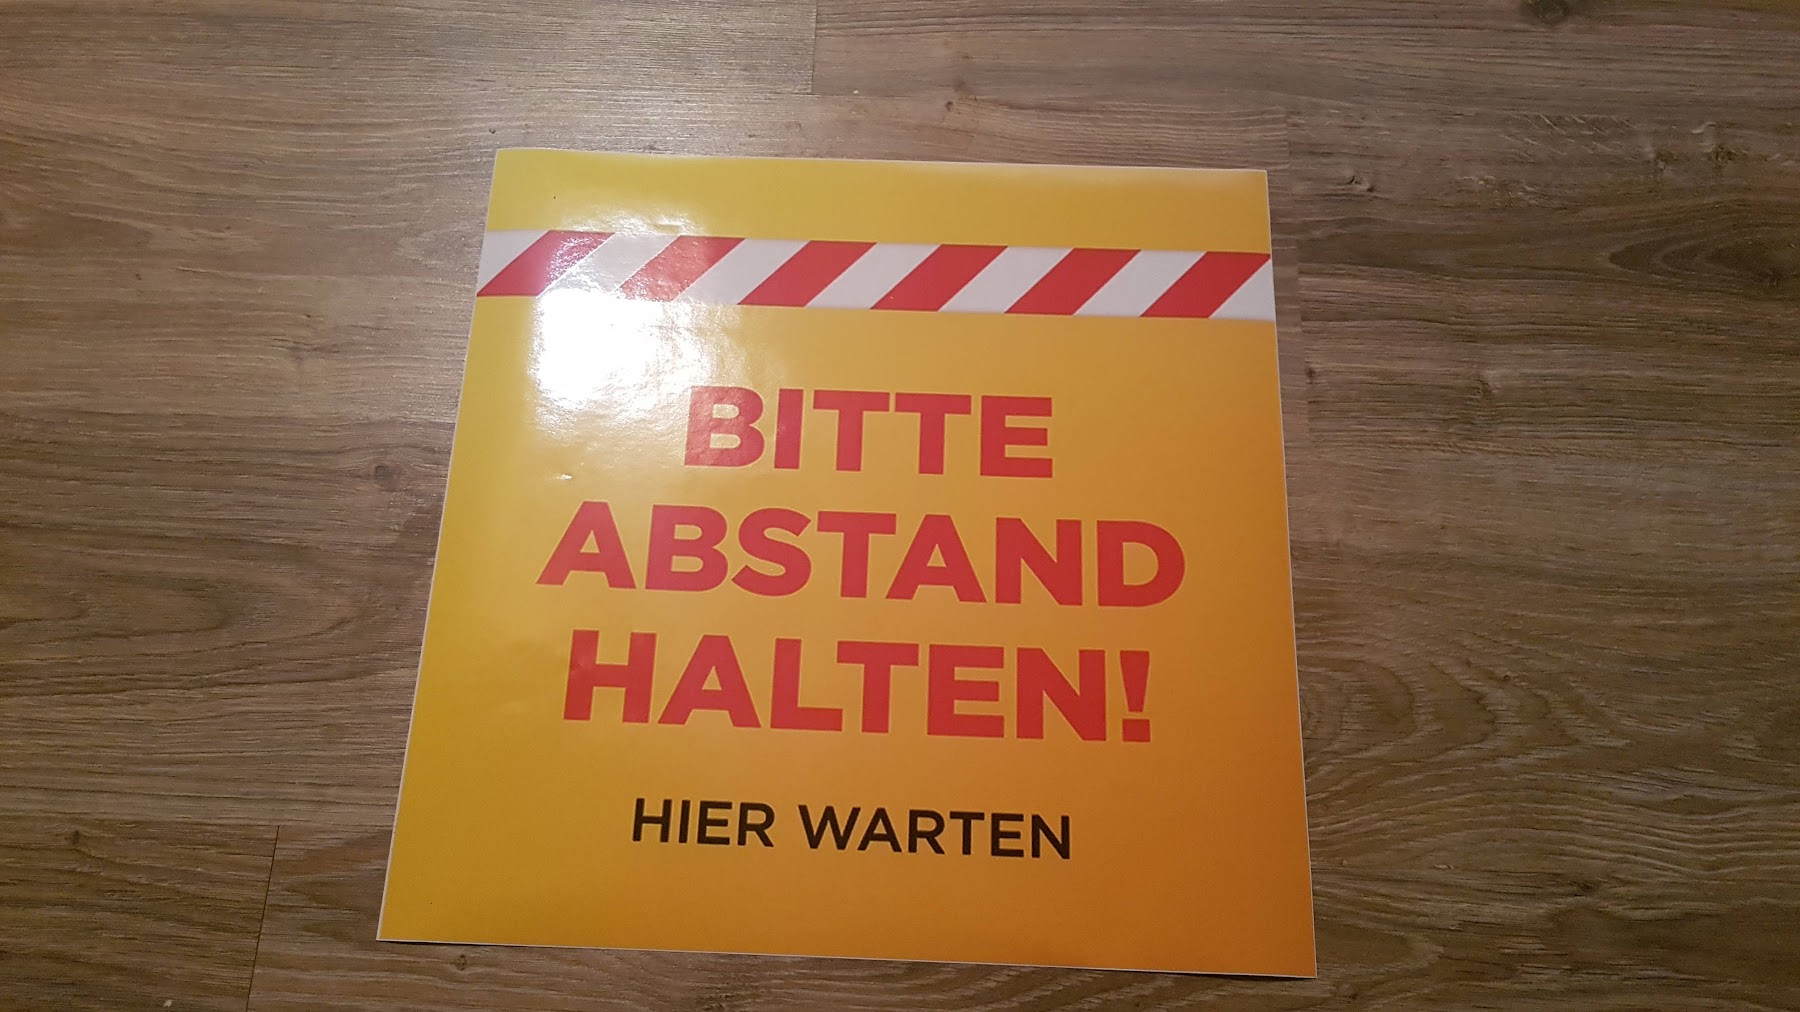 BITTE
ABSTAND
HALTEN!
HIER WARTEN